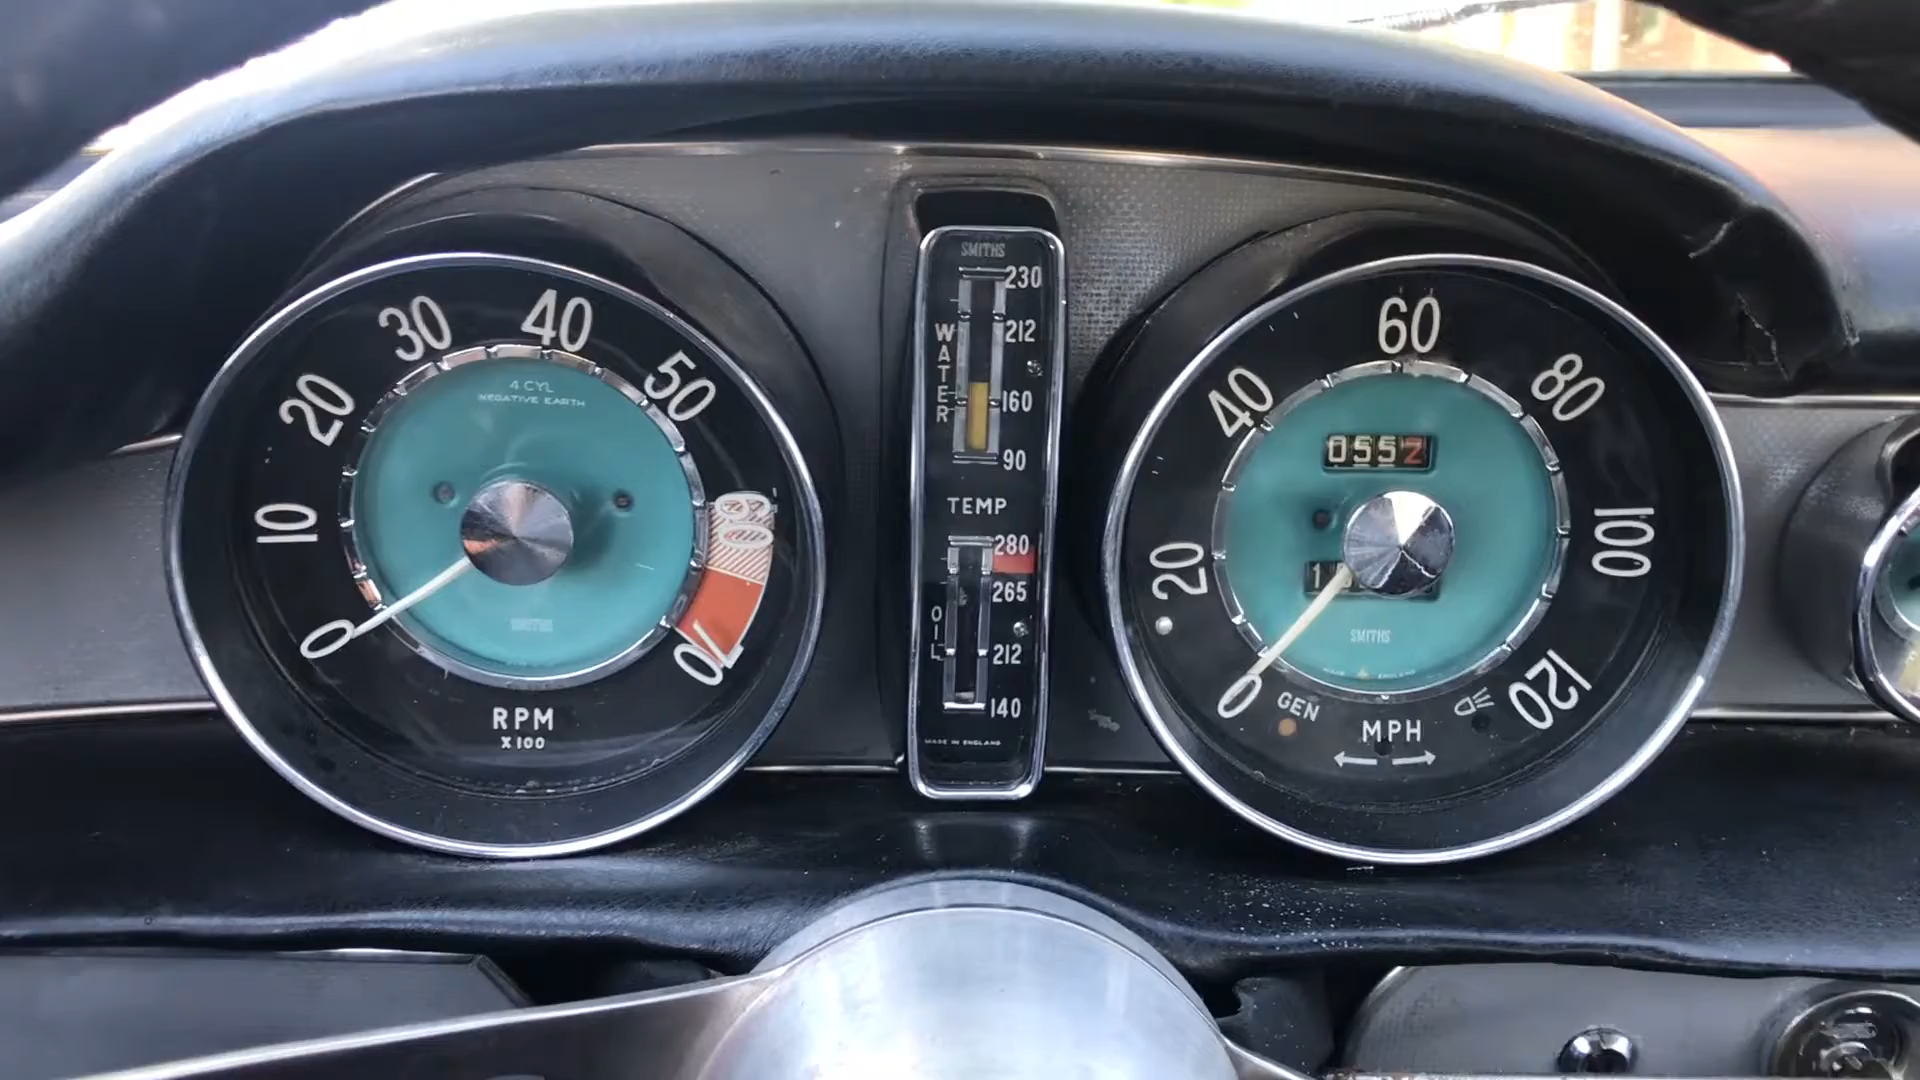 0
10
20
30
40
50
60
70
4 CYL
NEGATIVE EARTH
SMITHS
RPM
X100
SMITHS
WATER
230
212
160
90
TEMP
OIL
280
265
212
140
MADE IN ENGLAND
0
20
40
60
80
100
120
0552
SMITHS
GEN
MPH